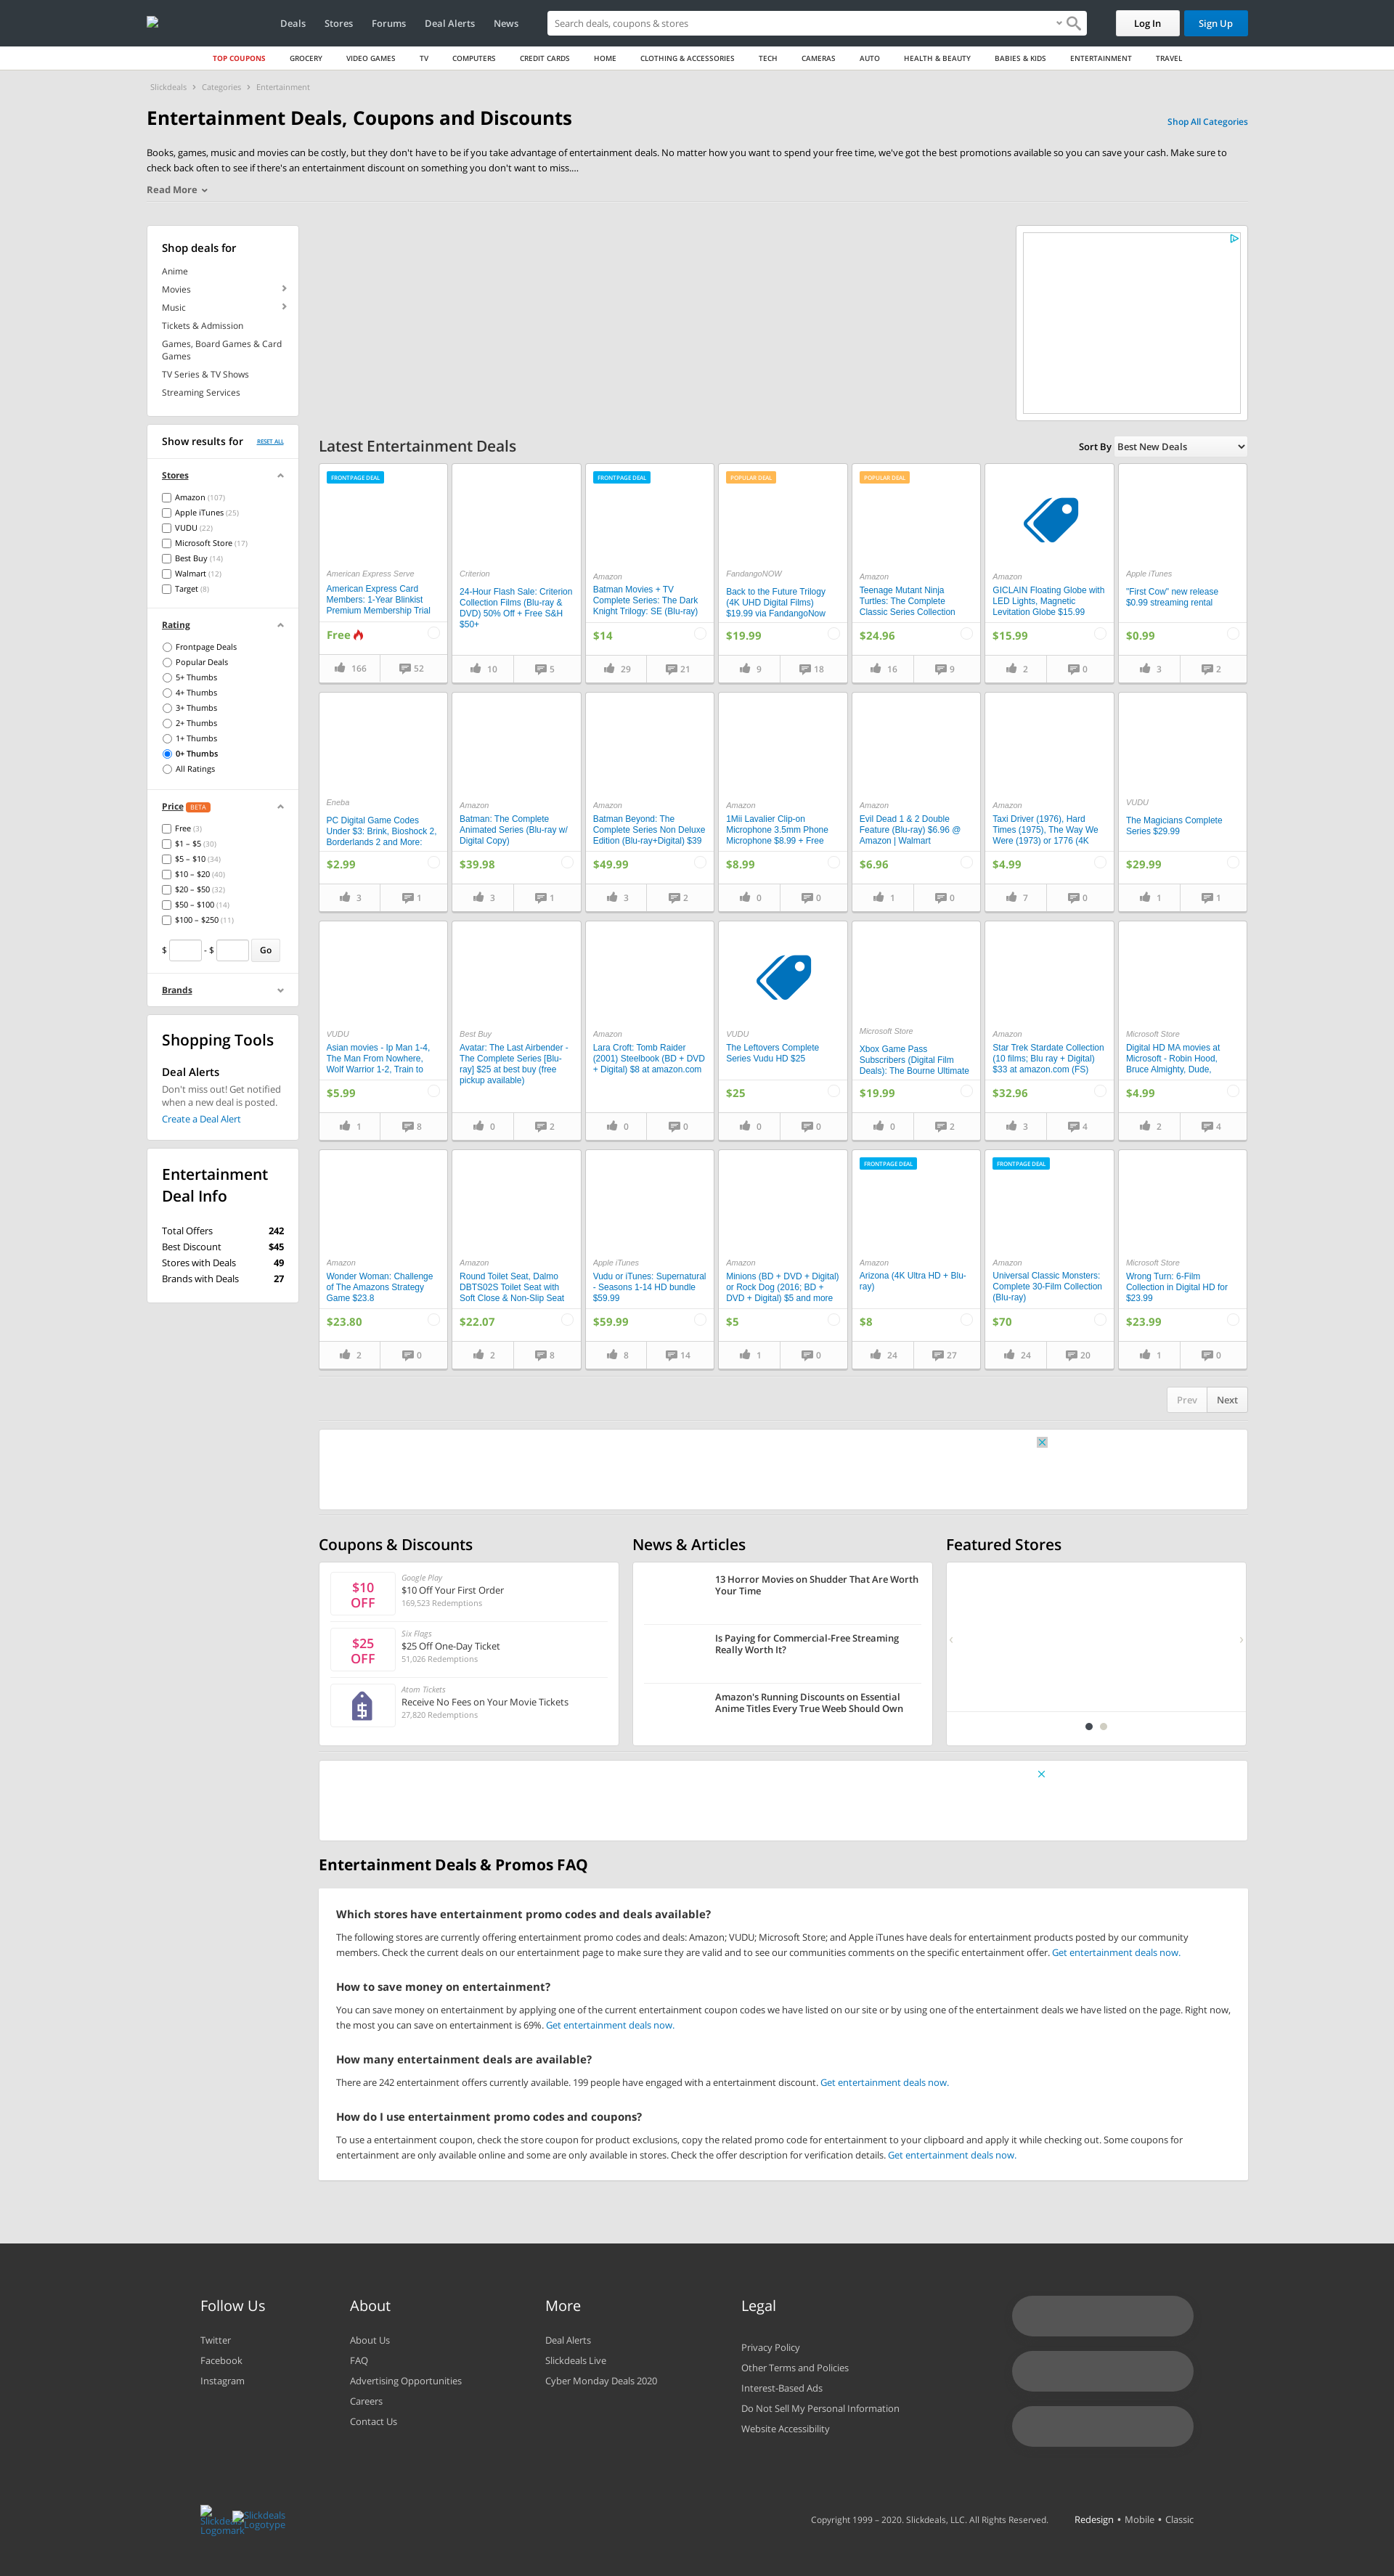 Deals Stores Forums Deal Alerts News
Search deals, coupons & stores
Log In Sign Up
TOP COUPONS GROCERY VIDEO GAMES TV COMPUTERS CREDIT CARDS HOME CLOTHING & ACCESSORIES TECH CAMERAS AUTO HEALTH & BEAUTY BABIES & KIDS ENTERTAINMENT TRAVEL
Slickdeals › Categories › Entertainment
Entertainment Deals, Coupons and Discounts
Shop All Categories
Books, games, music and movies can be costly, but they don't have to be if you take advantage of entertainment deals. No matter how you want to spend your free time, we've got the best promotions available so you can save your cash. Make sure to
check back often to see if there's an entertainment discount on something you don't want to miss....
Read More
Shop deals for
Anime
Movies
Music
Tickets & Admission
Games, Board Games & Card
Games
TV Series & TV Shows
Streaming Services
Show results for RESET ALL
Stores
Amazon (107)
Apple iTunes (25)
VUDU (22)
Microsoft Store (17)
Best Buy (14)
Walmart (12)
Target (8)
Rating
Frontpage Deals
Popular Deals
5+ Thumbs
4+ Thumbs
3+ Thumbs
2+ Thumbs
1+ Thumbs
0+ Thumbs
All Ratings
Price BETA
Free (3)
$1 – $5 (30)
$5 – $10 (34)
$10 – $20 (40)
$20 – $50 (32)
$50 – $100 (14)
$100 – $250 (11)
$ - $ Go
Brands
Shopping Tools
Deal Alerts
Don't miss out! Get notified
when a new deal is posted.
Create a Deal Alert
Entertainment
Deal Info
Total Offers 242
Best Discount $45
Stores with Deals 49
Brands with Deals 27
Latest Entertainment Deals
Sort By Best New Deals
FRONTPAGE DEAL
American Express Serve
American Express Card
Members: 1-Year Blinkist
Premium Membership Trial
Free
166 52
Criterion
24-Hour Flash Sale: Criterion
Collection Films (Blu-ray &
DVD) 50% Off + Free S&H
$50+
10 5
FRONTPAGE DEAL
Amazon
Batman Movies + TV
Complete Series: The Dark
Knight Trilogy: SE (Blu-ray)
$14
29 21
POPULAR DEAL
FandangoNOW
Back to the Future Trilogy
(4K UHD Digital Films)
$19.99 via FandangoNow
$19.99
9 18
POPULAR DEAL
Amazon
Teenage Mutant Ninja
Turtles: The Complete
Classic Series Collection
$24.96
16 9
Amazon
GICLAIN Floating Globe with
LED Lights, Magnetic
Levitation Globe $15.99
$15.99
2 0
Apple iTunes
"First Cow" new release
$0.99 streaming rental
$0.99
3 2
Eneba
PC Digital Game Codes
Under $3: Brink, Bioshock 2,
Borderlands 2 and More:
$2.99
3 1
Amazon
Batman: The Complete
Animated Series (Blu-ray w/
Digital Copy)
$39.98
3 1
Amazon
Batman Beyond: The
Complete Series Non Deluxe
Edition (Blu-ray+Digital) $39
$49.99
3 2
Amazon
1Mii Lavalier Clip-on
Microphone 3.5mm Phone
Microphone $8.99 + Free
$8.99
0 0
Amazon
Evil Dead 1 & 2 Double
Feature (Blu-ray) $6.96 @
Amazon | Walmart
$6.96
1 0
Amazon
Taxi Driver (1976), Hard
Times (1975), The Way We
Were (1973) or 1776 (4K
$4.99
7 0
VUDU
The Magicians Complete
Series $29.99
$29.99
1 1
VUDU
Asian movies - Ip Man 1-4,
The Man From Nowhere,
Wolf Warrior 1-2, Train to
$5.99
1 8
Best Buy
Avatar: The Last Airbender -
The Complete Series [Blu-
ray] $25 at best buy (free
pickup available)
0 2
Amazon
Lara Croft: Tomb Raider
(2001) Steelbook (BD + DVD
+ Digital) $8 at amazon.com
0 0
VUDU
The Leftovers Complete
Series Vudu HD $25
$25
0 0
Microsoft Store
Xbox Game Pass
Subscribers (Digital Film
Deals): The Bourne Ultimate
$19.99
0 2
Amazon
Star Trek Stardate Collection
(10 films; Blu ray + Digital)
$33 at amazon.com (FS)
$32.96
3 4
Microsoft Store
Digital HD MA movies at
Microsoft - Robin Hood,
Bruce Almighty, Dude,
$4.99
2 4
Amazon
Wonder Woman: Challenge
of The Amazons Strategy
Game $23.8
$23.80
2 0
Amazon
Round Toilet Seat, Dalmo
DBTS02S Toilet Seat with
Soft Close & Non-Slip Seat
$22.07
2 8
Apple iTunes
Vudu or iTunes: Supernatural
- Seasons 1-14 HD bundle
$59.99
$59.99
8 14
Amazon
Minions (BD + DVD + Digital)
or Rock Dog (2016; BD +
DVD + Digital) $5 and more
$5
1 0
FRONTPAGE DEAL
Amazon
Arizona (4K Ultra HD + Blu-
ray)
$8
24 27
FRONTPAGE DEAL
Amazon
Universal Classic Monsters:
Complete 30-Film Collection
(Blu-ray)
$70
24 20
Microsoft Store
Wrong Turn: 6-Film
Collection in Digital HD for
$23.99
$23.99
1 0
Prev Next
Coupons & Discounts
$10
OFF
Google Play
$10 Off Your First Order
169,523 Redemptions
$25
OFF
Six Flags
$25 Off One-Day Ticket
51,026 Redemptions
Atom Tickets
Receive No Fees on Your Movie Tickets
27,820 Redemptions
News & Articles
13 Horror Movies on Shudder That Are Worth
Your Time
Is Paying for Commercial-Free Streaming
Really Worth It?
Amazon's Running Discounts on Essential
Anime Titles Every True Weeb Should Own
Featured Stores
Entertainment Deals & Promos FAQ
Which stores have entertainment promo codes and deals available?
The following stores are currently offering entertainment promo codes and deals: Amazon; VUDU; Microsoft Store; and Apple iTunes have deals for entertainment products posted by our community
members. Check the current deals on our entertainment page to make sure they are valid and to see our communities comments on the specific entertainment offer. Get entertainment deals now.
How to save money on entertainment?
You can save money on entertainment by applying one of the current entertainment coupon codes we have listed on our site or by using one of the entertainment deals we have listed on the page. Right now,
the most you can save on entertainment is 69%. Get entertainment deals now.
How many entertainment deals are available?
There are 242 entertainment offers currently available. 199 people have engaged with a entertainment discount. Get entertainment deals now.
How do I use entertainment promo codes and coupons?
To use a entertainment coupon, check the store coupon for product exclusions, copy the related promo code for entertainment to your clipboard and apply it while checking out. Some coupons for
entertainment are only available online and some are only available in stores. Check the offer description for verification details. Get entertainment deals now.
Follow Us
Twitter
Facebook
Instagram
About
About Us
FAQ
Advertising Opportunities
Careers
Contact Us
More
Deal Alerts
Slickdeals Live
Cyber Monday Deals 2020
Legal
Privacy Policy
Other Terms and Policies
Interest-Based Ads
Do Not Sell My Personal Information
Website Accessibility
Slickdeals
Logomark
Slickdeals
Logotype
Copyright 1999 – 2020. Slickdeals, LLC. All Rights Reserved.
Redesign • Mobile • Classic